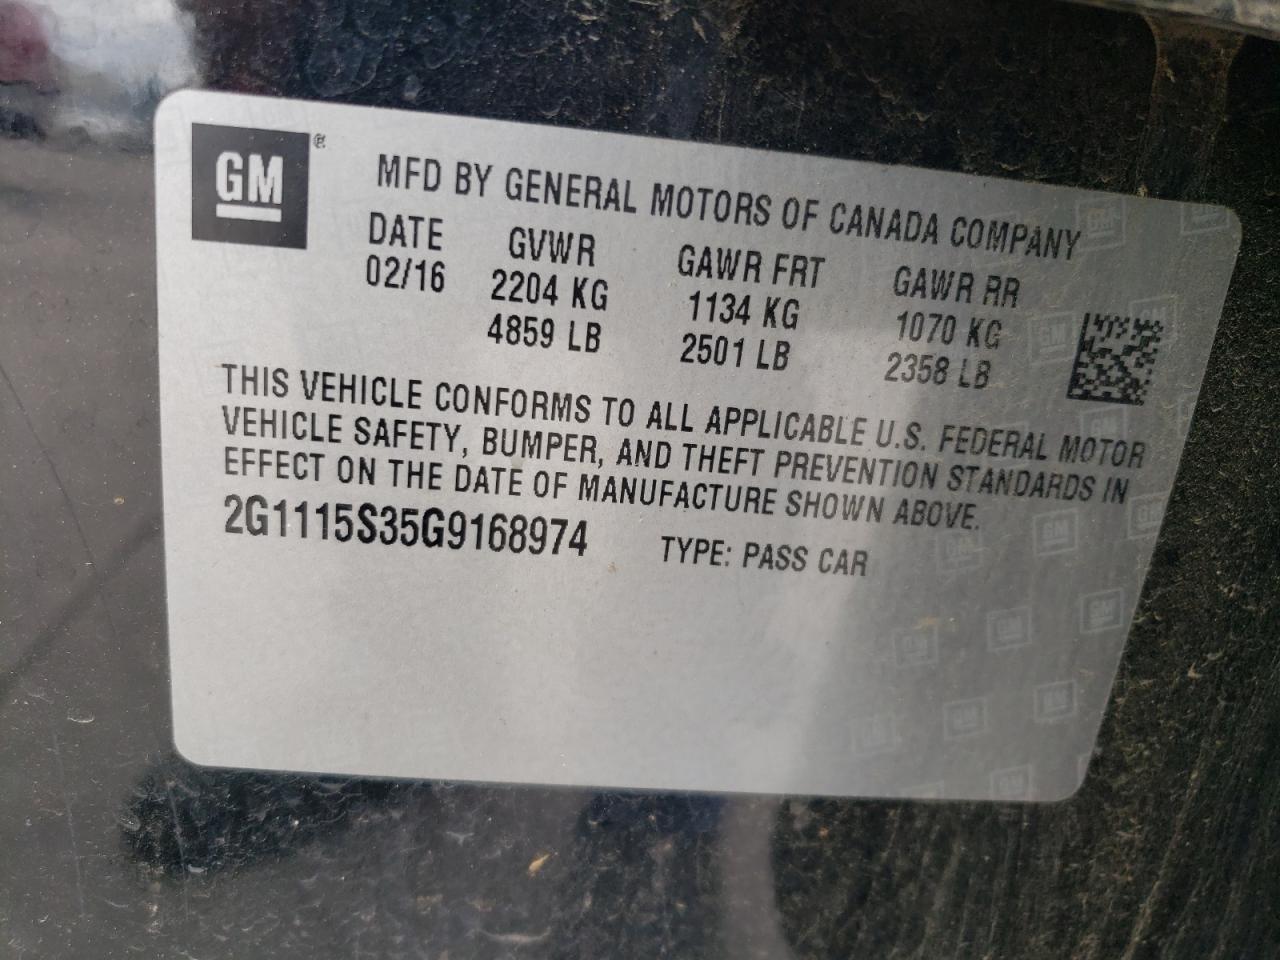 GM®
MFD BY GENERAL MOTORS OF CANADA COMPANY
DATE GVWR GAWR FRT GAWR RR
02/16 2204 KG 1134 KG 1070 KG
4859 LB 2501 LB 2358 LB
THIS VEHICLE CONFORMS TO ALL APPLICABLE U.S. FEDERAL MOTOR
VEHICLE SAFETY, BUMPER, AND THEFT PREVENTION STANDARDS IN
EFFECT ON THE DATE OF MANUFACTURE SHOWN ABOVE.
2G1115S35G9168974 TYPE: PASS CAR